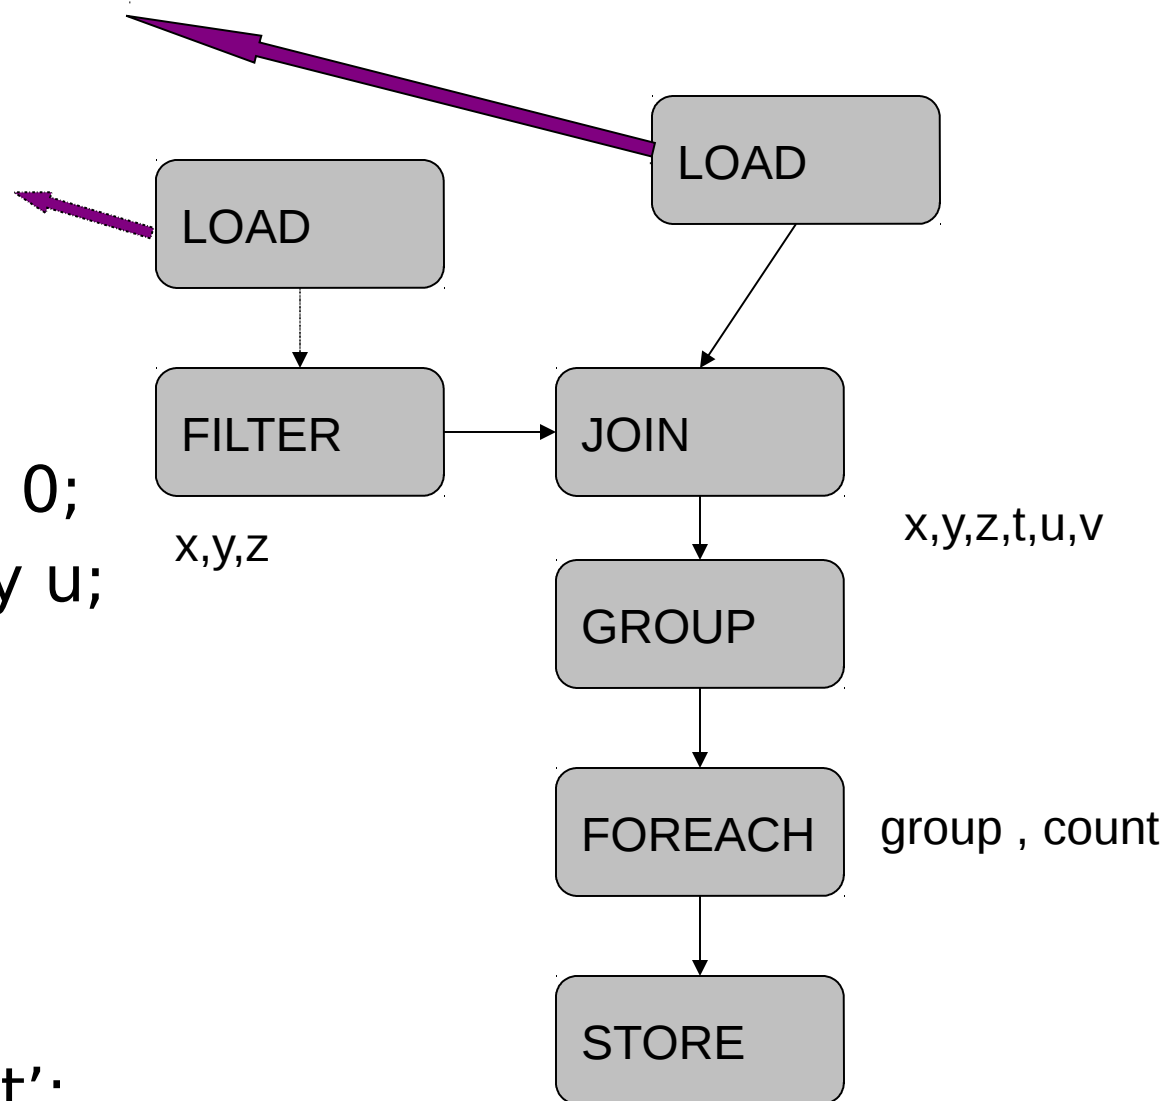 LOAD
LOAD
FILTER
JOIN
0;
x,y,z
x,y,z,t,u,v
y u;
GROUP
FOREACH
group , count
STORE
t’;